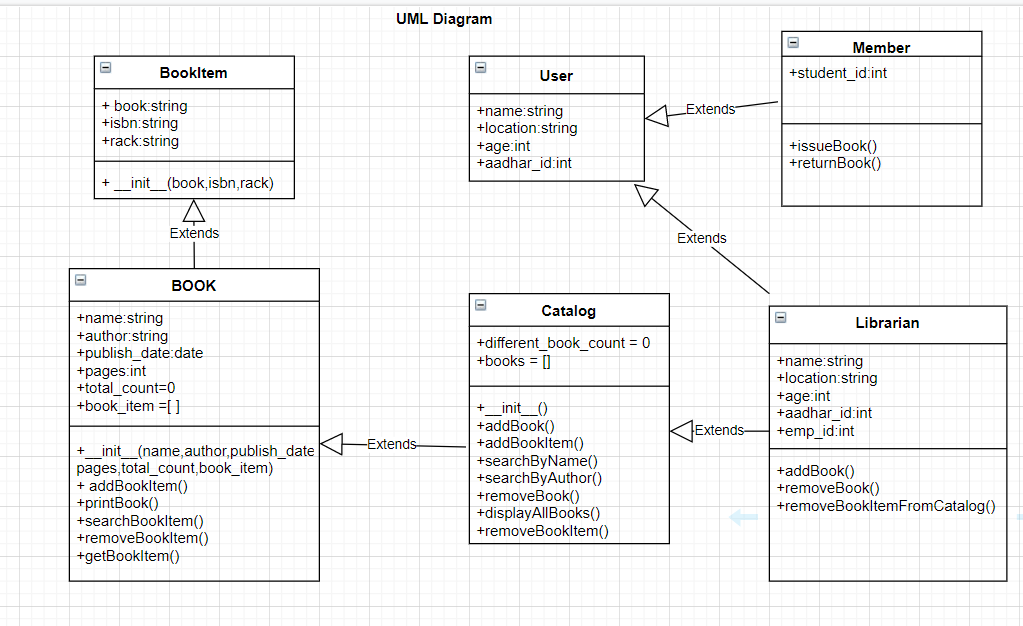 UML Diagram
BookItem
+ book:string
+isbn:string
+rack:string
+ __init__(book,isbn,rack)
Extends
User
+name:string
+location:string
+age:int
+aadhar_id:int
Extends
Member
+student_id:int
+issueBook()
+returnBook()
Extends
BOOK
+name:string
+author:string
+publish_date:date
+pages:int
+total_count=0
+book_item =[ ]
+__init__(name,author,publish_date
pages,total_count,book_item)
+ addBookItem()
+printBook()
+searchBookItem()
+removeBookItem()
+getBookItem()
Extends
Catalog
+different_book_count = 0
+books = []
+__init__()
+addBook()
+addBookItem()
+searchByName()
+searchByAuthor()
+removeBook()
+displayAllBooks()
+removeBookItem()
Extends
Librarian
+name:string
+location:string
+age:int
+aadhar_id:int
+emp_id:int
+addBook()
+removeBook()
+removeBookItemFromCatalog()